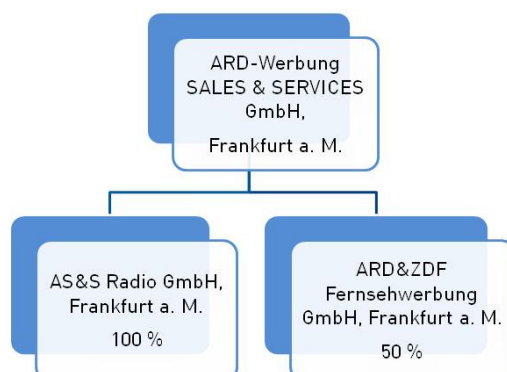 ARD-Werbung
SALES & SERVICES
GmbH,
Frankfurt a. M.
AS&S Radio GmbH,
Frankfurt a. M.
100 %
ARD&ZDF
Fernsehwerbung
GmbH, Frankfurt a. M.
50 %